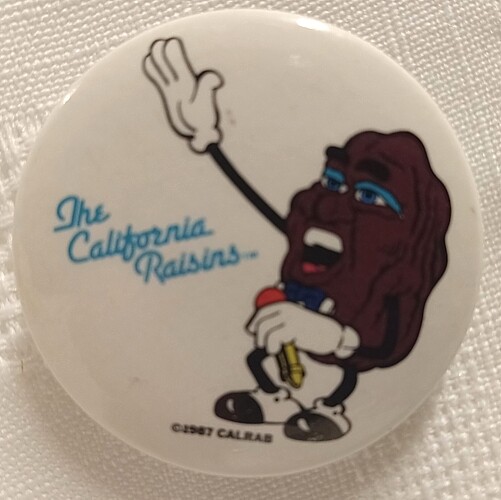 The
California
Raisins™
©1987 CALRAB